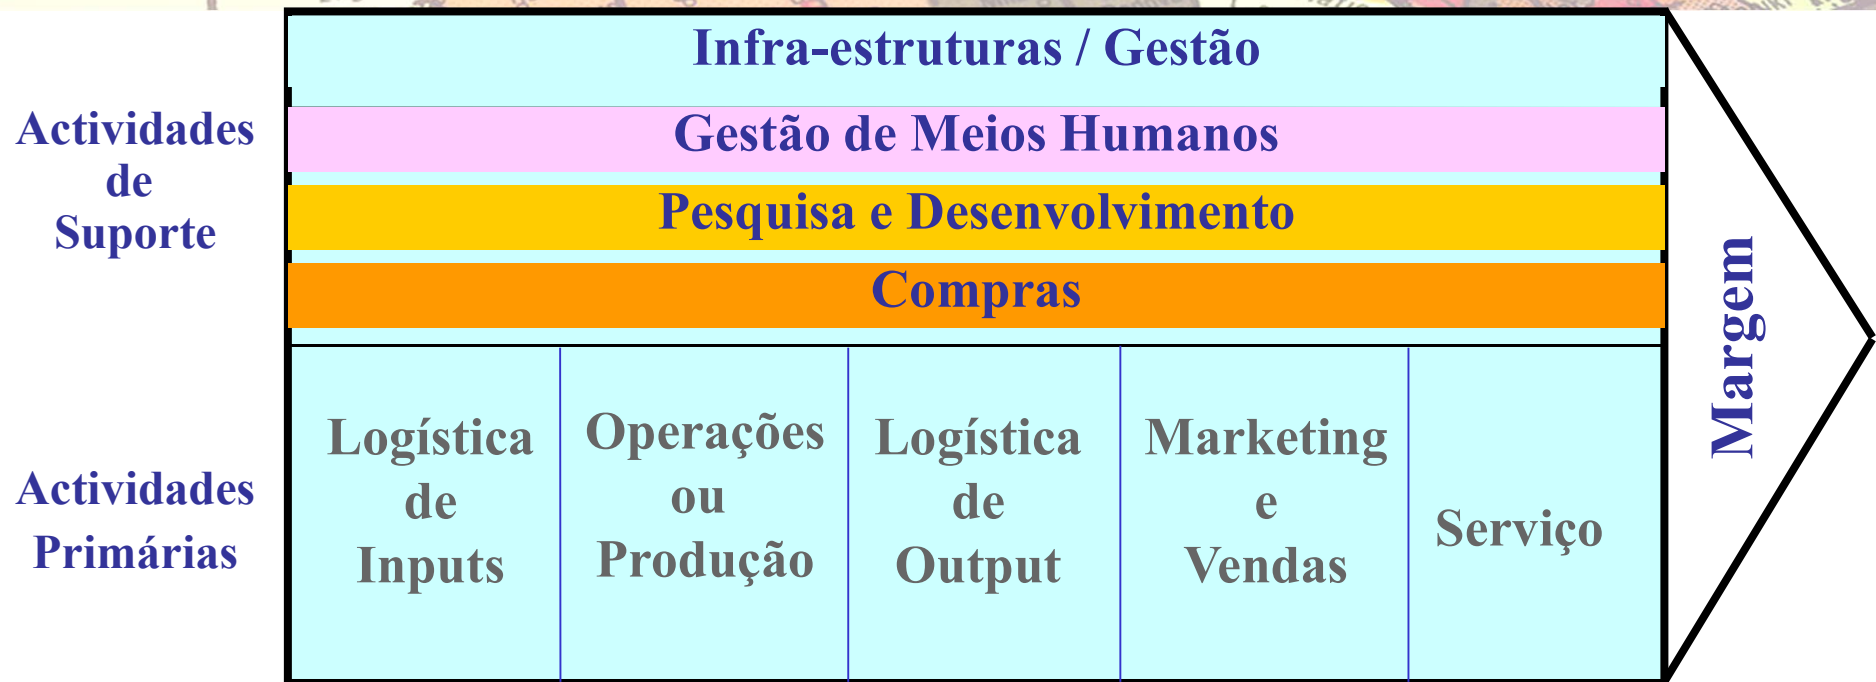 Infra-estruturas / Gestão
Actividades
de
Suporte
Gestão de Meios Humanos
Pesquisa e Desenvolvimento
Compras
Margem
Actividades
Primárias
Logística
de
Inputs
Operações
ou
Produção
Logística
de
Output
Marketing
e
Vendas
Serviço